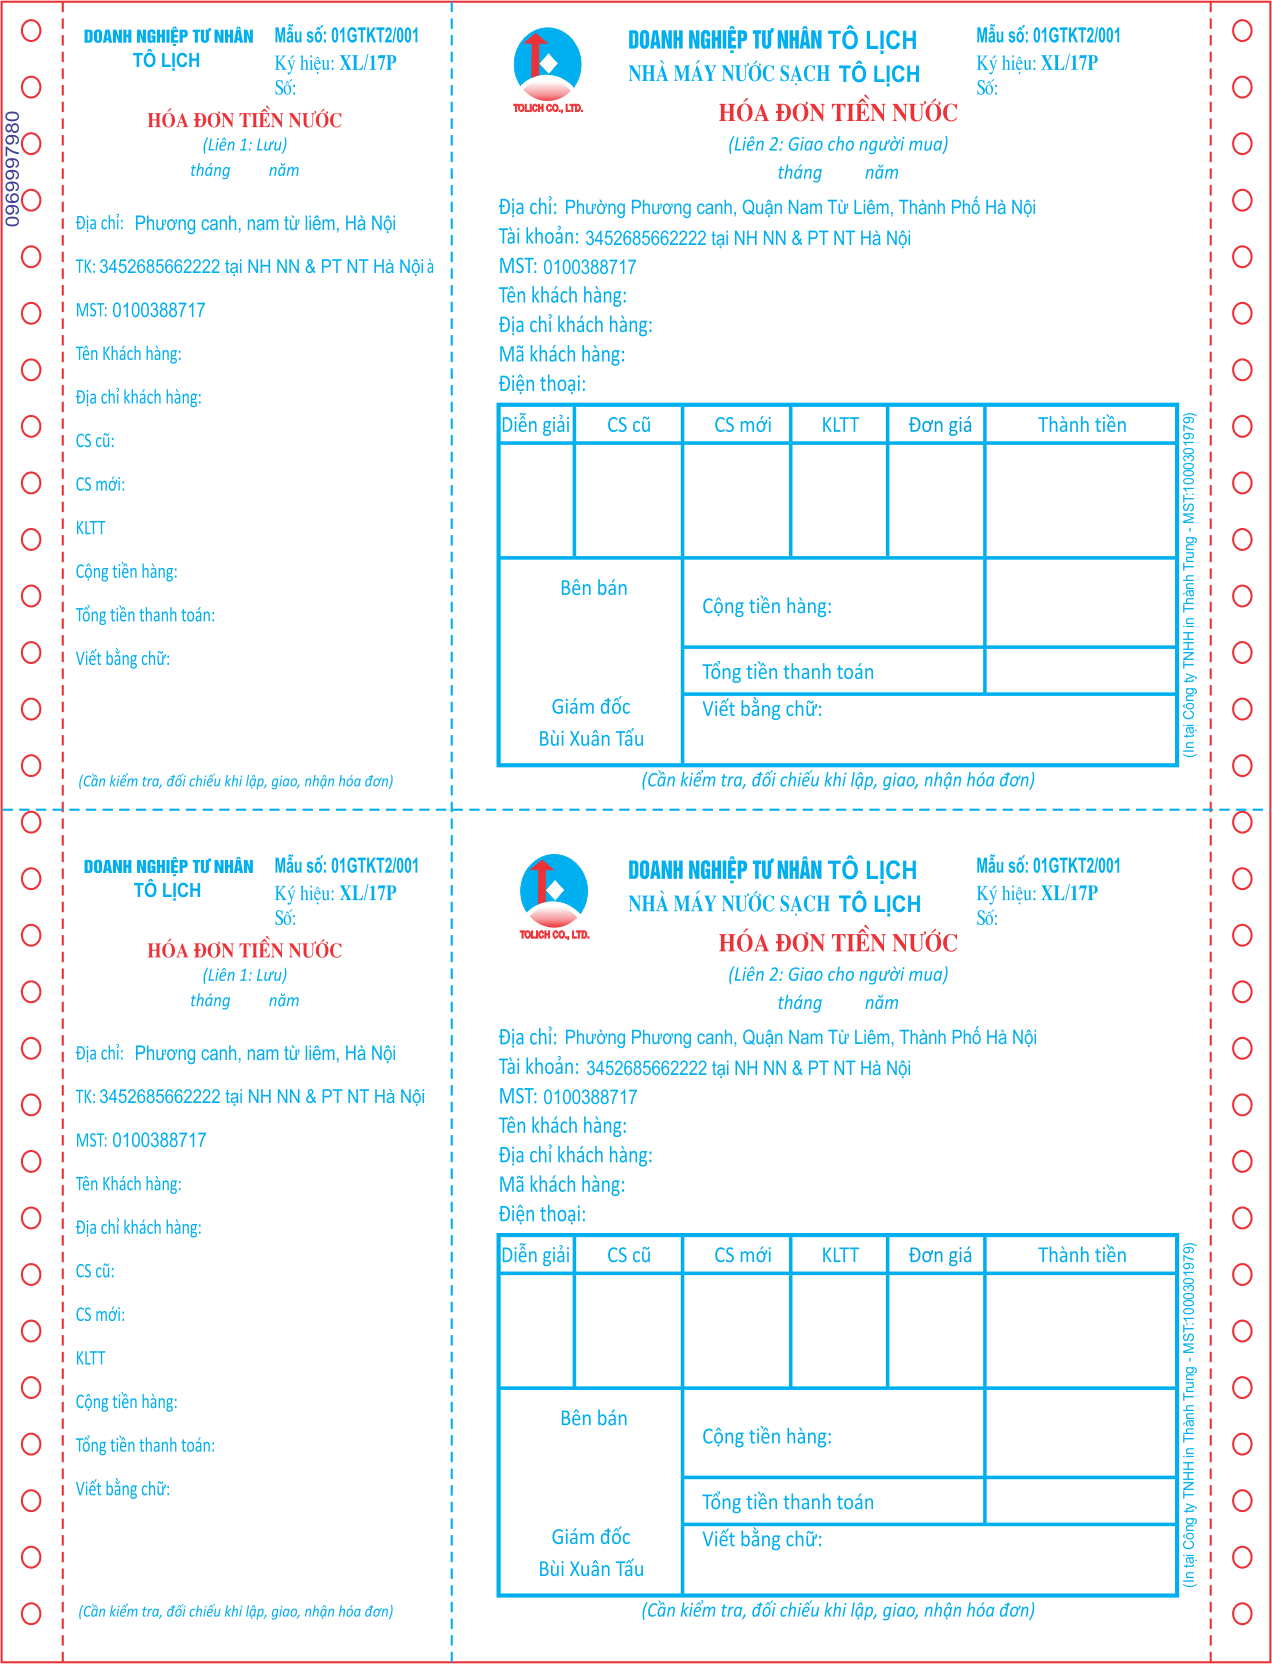 0969997980
DOANH NGHIỆP TƯ NHÂN
TÔ LỊCH
Mẫu số: 01GTKT2/001
Ký hiệu: XL/17P
Số:
HÓA ĐƠN TIỀN NƯỚC
(Liên 1: Lưu)
tháng năm
Địa chỉ: Phương canh, nam từ liêm, Hà Nội
TK: 3452685662222 tại NH NN & PT NT Hà Nội à
MST: 0100388717
Tên Khách hàng:
Địa chỉ khách hàng:
CS cũ:
CS mới:
KLTT
Cộng tiền hàng:
Tổng tiền thanh toán:
Viết bằng chữ:
(Cần kiểm tra, đối chiếu khi lập, giao, nhận hóa đơn)
TOLICH CO., LTD.
DOANH NGHIỆP TƯ NHÂN TÔ LỊCH
NHÀ MÁY NƯỚC SẠCH TÔ LỊCH
Mẫu số: 01GTKT2/001
Ký hiệu: XL/17P
Số:
HÓA ĐƠN TIỀN NƯỚC
(Liên 2: Giao cho người mua)
tháng năm
Địa chỉ: Phường Phương canh, Quận Nam Từ Liêm, Thành Phố Hà Nội
Tài khoản: 3452685662222 tại NH NN & PT NT Hà Nội
MST: 0100388717
Tên khách hàng:
Địa chỉ khách hàng:
Mã khách hàng:
Điện thoại:
Diễn giải CS cũ CS mới KLTT Đơn giá Thành tiền
Bên bán
Cộng tiền hàng:
Tổng tiền thanh toán
Giám đốc
Viết bằng chữ:
Bùi Xuân Tấu
(Cần kiểm tra, đối chiếu khi lập, giao, nhận hóa đơn)
(In tại Công ty TNHH in Thành Trung - MST:1000301979)
DOANH NGHIỆP TƯ NHÂN
TÔ LỊCH
Mẫu số: 01GTKT2/001
Ký hiệu: XL/17P
Số:
HÓA ĐƠN TIỀN NƯỚC
(Liên 1: Lưu)
tháng năm
Địa chỉ: Phương canh, nam từ liêm, Hà Nội
TK: 3452685662222 tại NH NN & PT NT Hà Nội
MST: 0100388717
Tên Khách hàng:
Địa chỉ khách hàng:
CS cũ:
CS mới:
KLTT
Cộng tiền hàng:
Tổng tiền thanh toán:
Viết bằng chữ:
(Cần kiểm tra, đối chiếu khi lập, giao, nhận hóa đơn)
TOLICH CO., LTD.
DOANH NGHIỆP TƯ NHÂN TÔ LỊCH
NHÀ MÁY NƯỚC SẠCH TÔ LỊCH
Mẫu số: 01GTKT2/001
Ký hiệu: XL/17P
Số:
HÓA ĐƠN TIỀN NƯỚC
(Liên 2: Giao cho người mua)
tháng năm
Địa chỉ: Phường Phương canh, Quận Nam Từ Liêm, Thành Phố Hà Nội
Tài khoản: 3452685662222 tại NH NN & PT NT Hà Nội
MST: 0100388717
Tên khách hàng:
Địa chỉ khách hàng:
Mã khách hàng:
Điện thoại:
Diễn giải CS cũ CS mới KLTT Đơn giá Thành tiền
Bên bán
Cộng tiền hàng:
Tổng tiền thanh toán
Giám đốc
Viết bằng chữ:
Bùi Xuân Tấu
(Cần kiểm tra, đối chiếu khi lập, giao, nhận hóa đơn)
(In tại Công ty TNHH in Thành Trung - MST:1000301979)